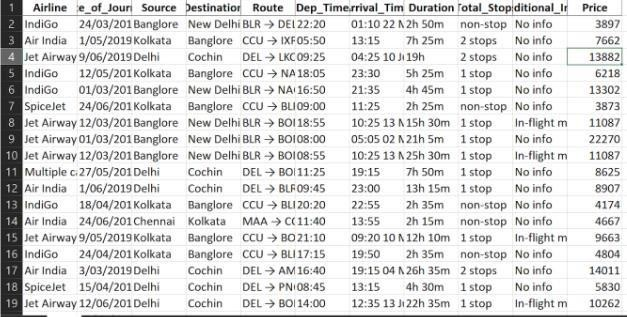 1 Airline te_of_Journ Source Destination Route Dep_Time rrival_Time Duration Total_Stop ditional_In Price
2 IndiGo 24/03/201 Banglore New Delhi BLR → DEL 22:20 01:10 22 M 2h 50m non-stop No info 3897
3 Air India 1/05/2019 Kolkata Banglore CCU → IXF 05:50 13:15 7h 25m 2 stops No info 7662
4 Jet Airway 9/06/2019 Delhi Cochin DEL → LKC 09:25 04:25 10 J 19h 2 stops No info 13882
5 IndiGo 12/05/201 Kolkata Banglore CCU → NA 18:05 23:30 5h 25m 1 stop No info 6218
6 IndiGo 01/03/201 Banglore New Delhi BLR → NA 16:50 21:35 4h 45m 1 stop No info 13302
7 SpiceJet 24/06/201 Kolkata Banglore CCU → BLI 09:00 11:25 2h 25m non-stop No info 3873
8 Jet Airway 12/03/201 Banglore New Delhi BLR → BOI 18:55 10:25 13 M 15h 30m 1 stop In-flight m 11087
9 Jet Airway 01/03/201 Banglore New Delhi BLR → BOI 08:00 05:05 02 M 21h 5m 1 stop No info 22270
10 Jet Airway 12/03/201 Banglore New Delhi BLR → BOI 08:55 10:25 13 M 25h 30m 1 stop In-flight m 11087
11 Multiple ca 27/05/201 Delhi Cochin DEL → BO 11:25 19:15 7h 50m 1 stop No info 8625
12 Air India 1/06/2019 Delhi Cochin DEL → BLF 09:45 23:00 13h 15m 1 stop No info 8907
13 IndiGo 18/04/201 Kolkata Banglore CCU → BLI 20:20 22:55 2h 35m non-stop No info 4174
14 Air India 24/06/201 Chennai Kolkata MAA → C( 11:40 13:55 2h 15m non-stop No info 4667
15 Jet Airway 9/05/2019 Kolkata Banglore CCU → BO 21:10 09:20 10 M 12h 10m 1 stop In-flight m 9663
16 IndiGo 24/04/201 Kolkata Banglore CCU → BLI 17:15 19:50 2h 35m non-stop No info 4804
17 Air India 3/03/2019 Delhi Cochin DEL → AM 16:40 19:15 04 M 26h 35m 2 stops No info 14011
18 SpiceJet 15/04/201 Delhi Cochin DEL → PN 08:45 13:15 4h 30m 1 stop No info 5830
19 Jet Airway 12/06/201 Delhi Cochin DEL → BO 14:00 12:35 13 J 22h 35m 1 stop In-flight m 10262